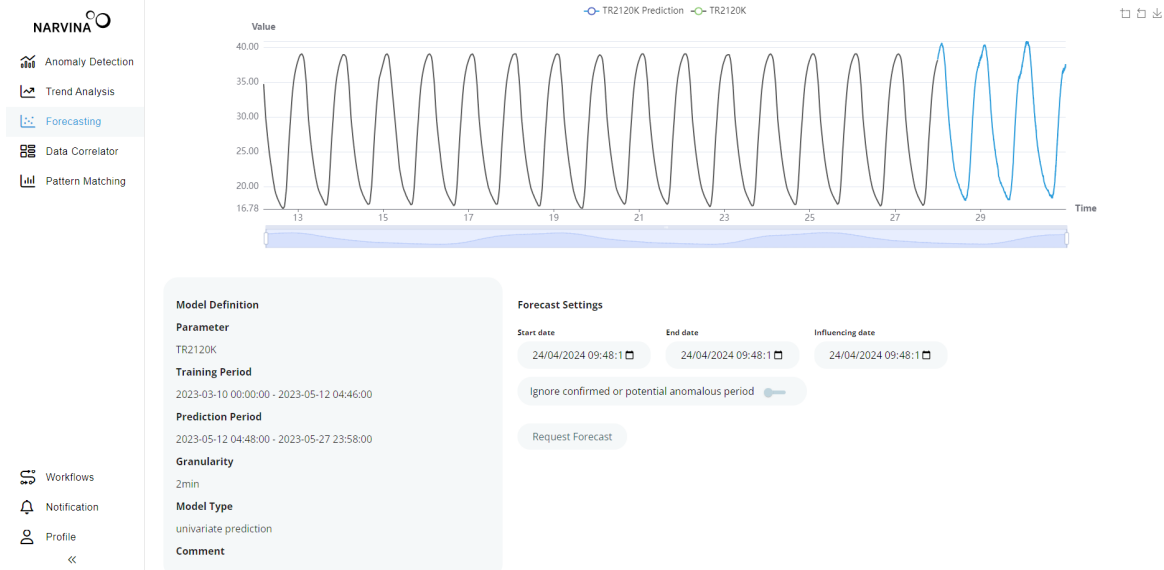 NARVINA
Anomaly Detection
Trend Analysis
Forecasting
Data Correlator
Pattern Matching
Workflows
Notification
Profile
TR2120K Prediction TR2120K
Value
40.00
35.00
30.00
25.00
20.00
16.78
13 15 17 19 21 23 25 27 29
Time
Model Definition
Parameter
TR2120K
Training Period
2023-03-10 00:00:00 - 2023-05-12 04:46:00
Prediction Period
2023-05-12 04:48:00 - 2023-05-27 23:58:00
Granularity
2min
Model Type
univariate prediction
Comment
Forecast Settings
Start date End date Influencing date
24/04/2024 09:48:1 24/04/2024 09:48:1 24/04/2024 09:48:1
Ignore confirmed or potential anomalous period
Request Forecast